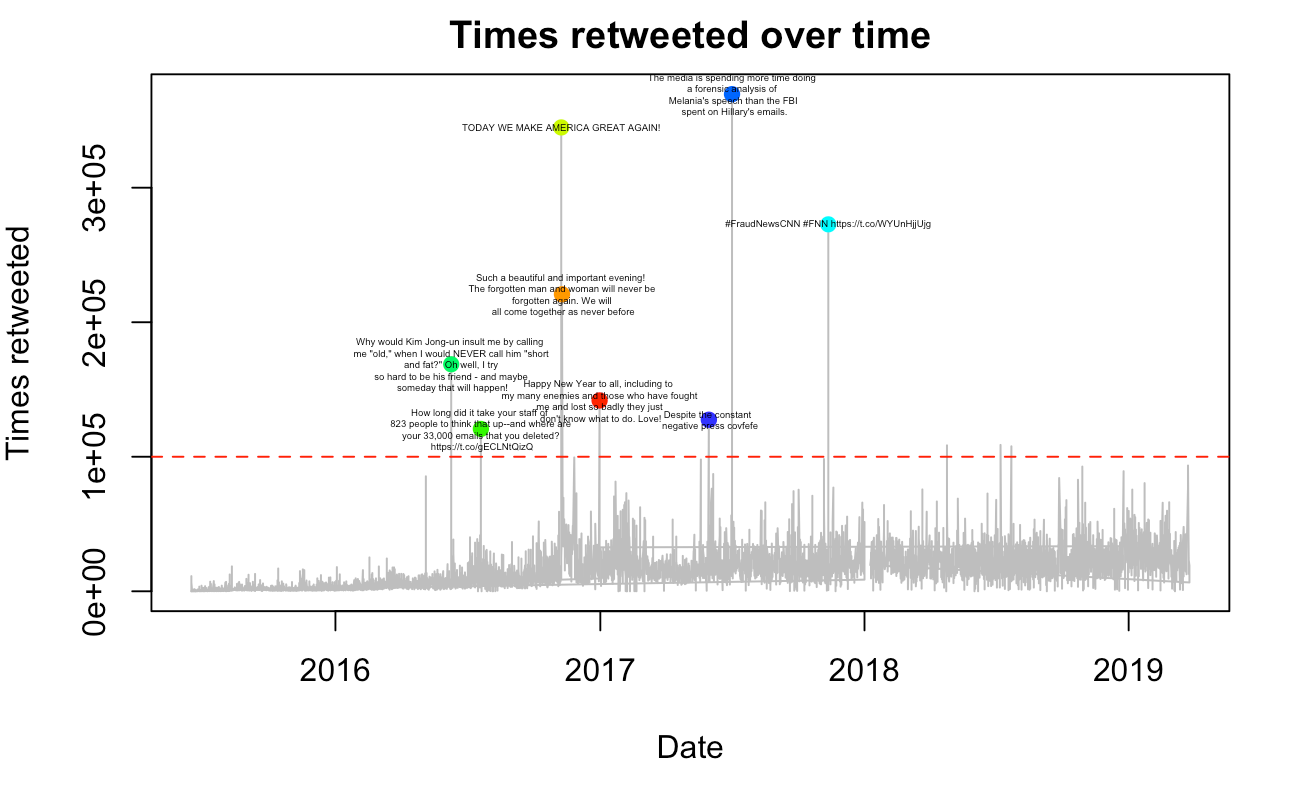 Times retweeted over time
The media is spending more time doing
a forensic analysis of
Melania's speech than the FBI
spent on Hillary's emails.
TODAY WE MAKE AMERICA GREAT AGAIN!
#FraudNewsCNN #FNN https://t.co/WYUnHjjUjg
Such a beautiful and important evening!
The forgotten man and woman will never be
forgotten again. We will
all come together as never before
Why would Kim Jong-un insult me by calling
me "old," when I would NEVER call him "short
and fat?" Oh well, I try
so hard to be his friend - and maybe
someday that will happen!
Happy New Year to all, including to
my many enemies and those who have fought
me and lost so badly they just
don't know what to do. Love!
Despite the constant
negative press covfefe
How long did it take your staff of
823 people to think that up--and where are
your 33,000 emails that you deleted?
https://t.co/gECLNtQizQ
Times retweeted
3e+05
2e+05
1e+05
0e+00
2016
2017
2018
2019
Date